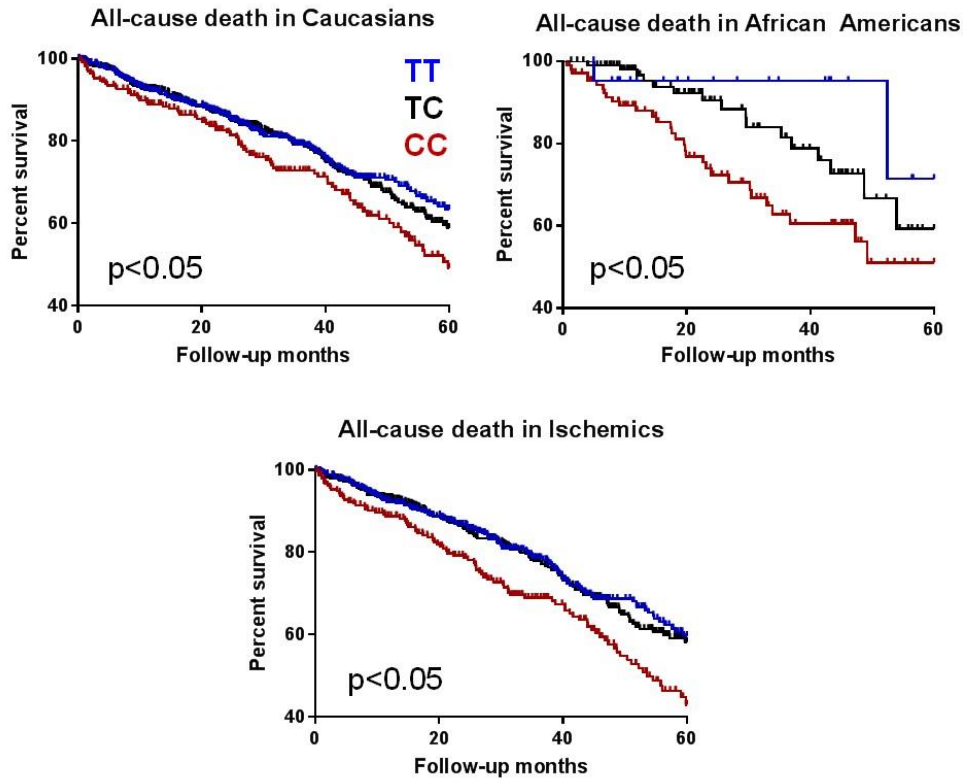 All-cause death in Caucasians
100
80
60
40
Percent survival
TT
TC
CC
p<0.05
0 20 40 60
Follow-up months
All-cause death in African Americans
100
80
60
40
Percent survival
p<0.05
0 20 40 60
Follow-up months
All-cause death in Ischemics
100
80
60
40
Percent survival
p<0.05
0 20 40 60
Follow-up months